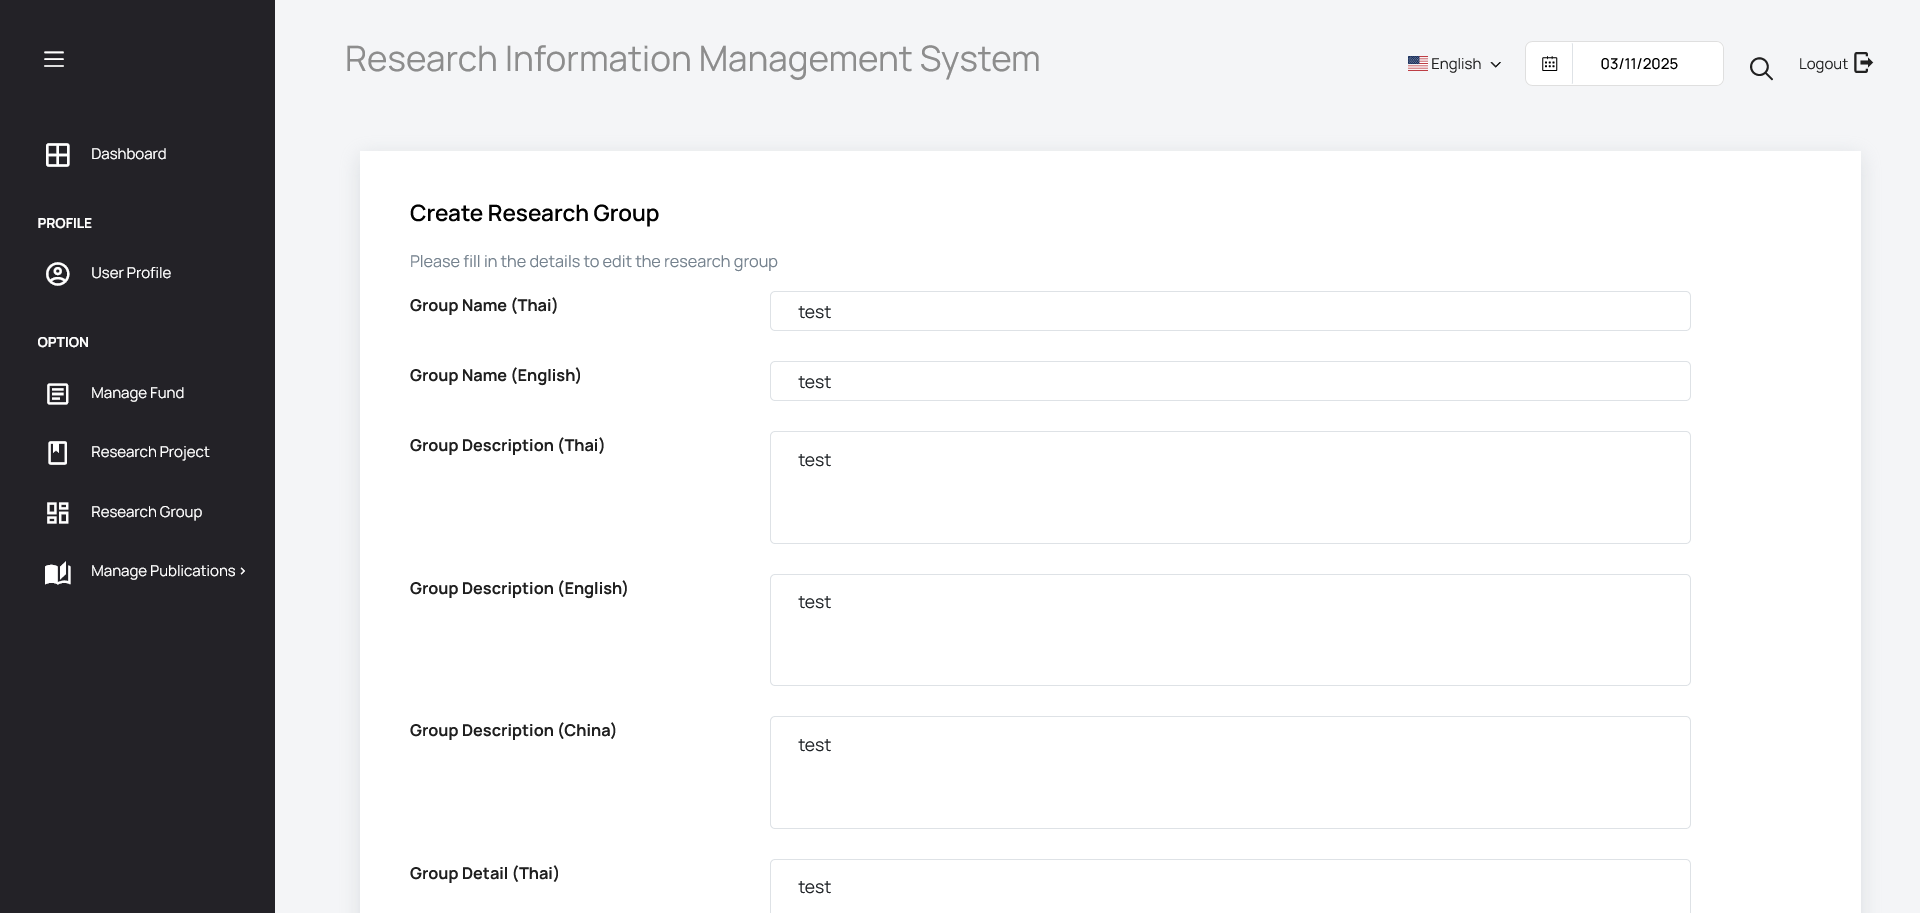 Research Information Management System
English
03/11/2025
Logout
Dashboard
PROFILE
User Profile
OPTION
Manage Fund
Research Project
Research Group
Manage Publications
Create Research Group
Please fill in the details to edit the research group
Group Name (Thai)
test
Group Name (English)
test
Group Description (Thai)
test
Group Description (English)
test
Group Description (China)
test
Group Detail (Thai)
test